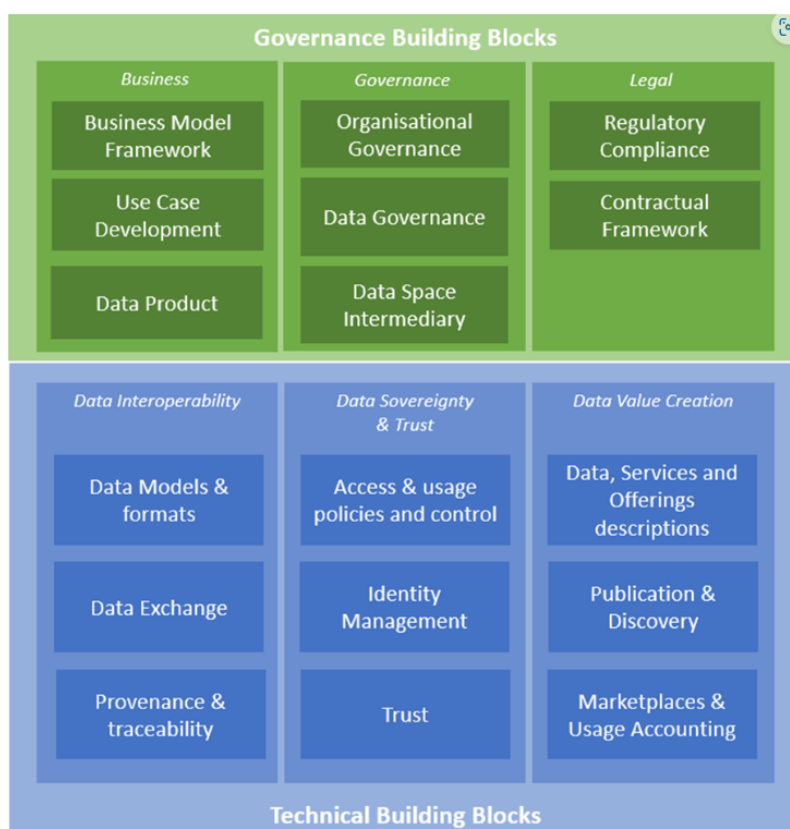 Governance Building Blocks
Business
Business Model
Framework
Use Case
Development
Data Product
Governance
Organisational
Governance
Data Governance
Data Space
Intermediary
Legal
Regulatory
Compliance
Contractual
Framework
Data Interoperability
Data Models &
formats
Data Exchange
Provenance &
traceability
Data Sovereignty
& Trust
Access & usage
policies and control
Identity
Management
Trust
Data Value Creation
Data, Services and
Offerings
descriptions
Publication &
Discovery
Marketplaces &
Usage Accounting
Technical Building Blocks